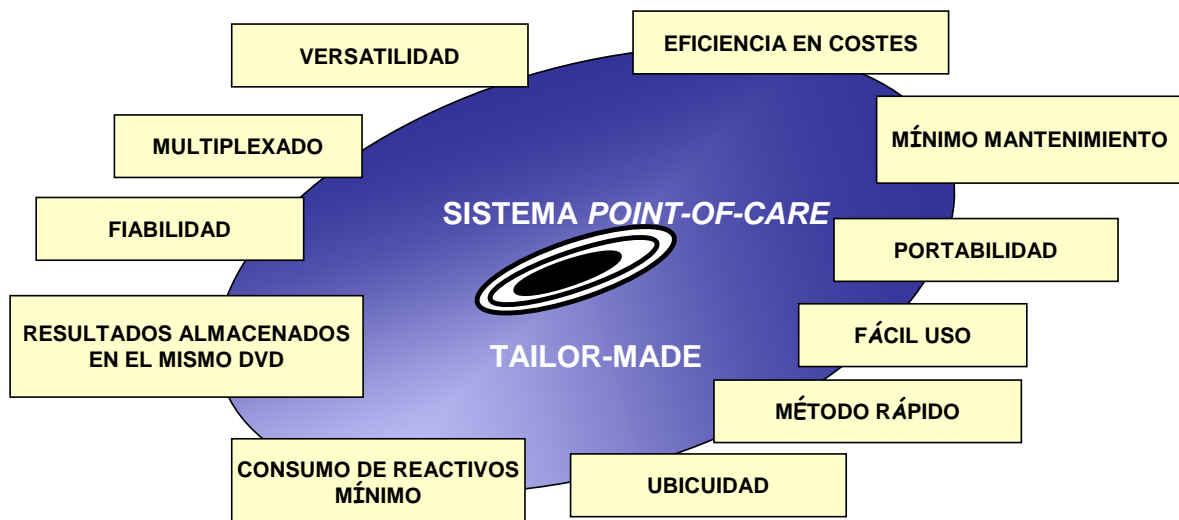 VERSATILIDAD
EFICIENCIA EN COSTES
MULTIPLEXADO
MÍNIMO MANTENIMIENTO
FIABILIDAD
SISTEMA POINT-OF-CARE
PORTABILIDAD
RESULTADOS ALMACENADOS
EN EL MISMO DVD
FÁCIL USO
TAILOR-MADE
MÉTODO RÁPIDO
CONSUMO DE REACTIVOS
MÍNIMO
UBICUIDAD